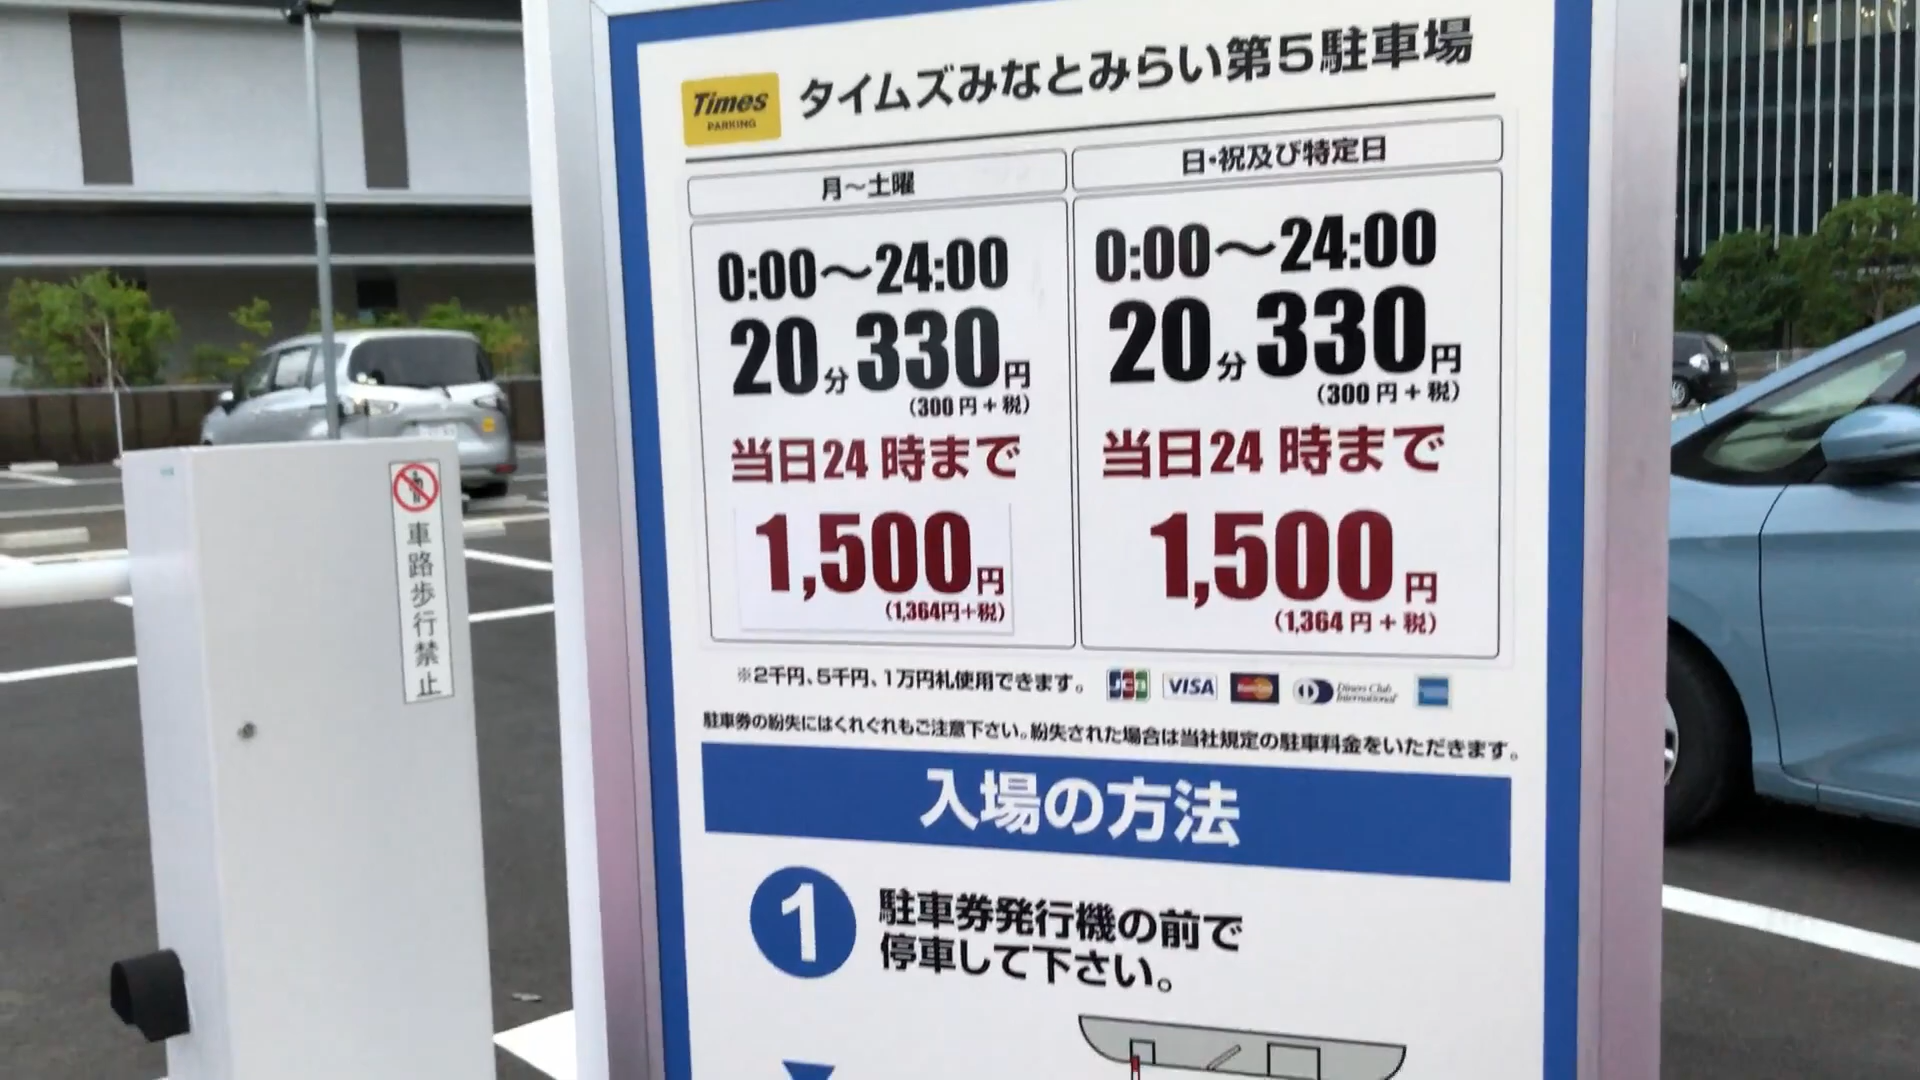 Times
PARKING
タイムズみなとみらい第5駐車場
月〜土曜
0:00〜24:00
20分330円
(300円+税)
当日24時まで
1,500円
(1,364円+税)
日・祝及び特定日
0:00〜24:00
20分330円
(300円+税)
当日24時まで
1,500円
(1,364円+税)
※2千円、5千円、1万円札使用できます。
JCB
VISA
MasterCard
Diners Club
International
駐車券の紛失にはくれぐれもご注意下さい。紛失された場合は当社規定の駐車料金をいただきます。
入場の方法
1
駐車券発行機の前で
停車して下さい。
車路歩行禁止